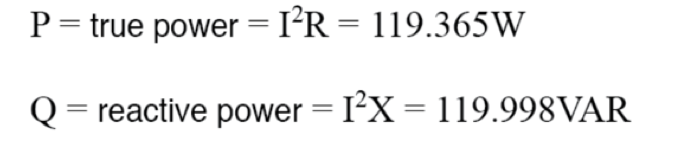 P = true power = I²R = 119.365W
Q = reactive power = I²X = 119.998VAR